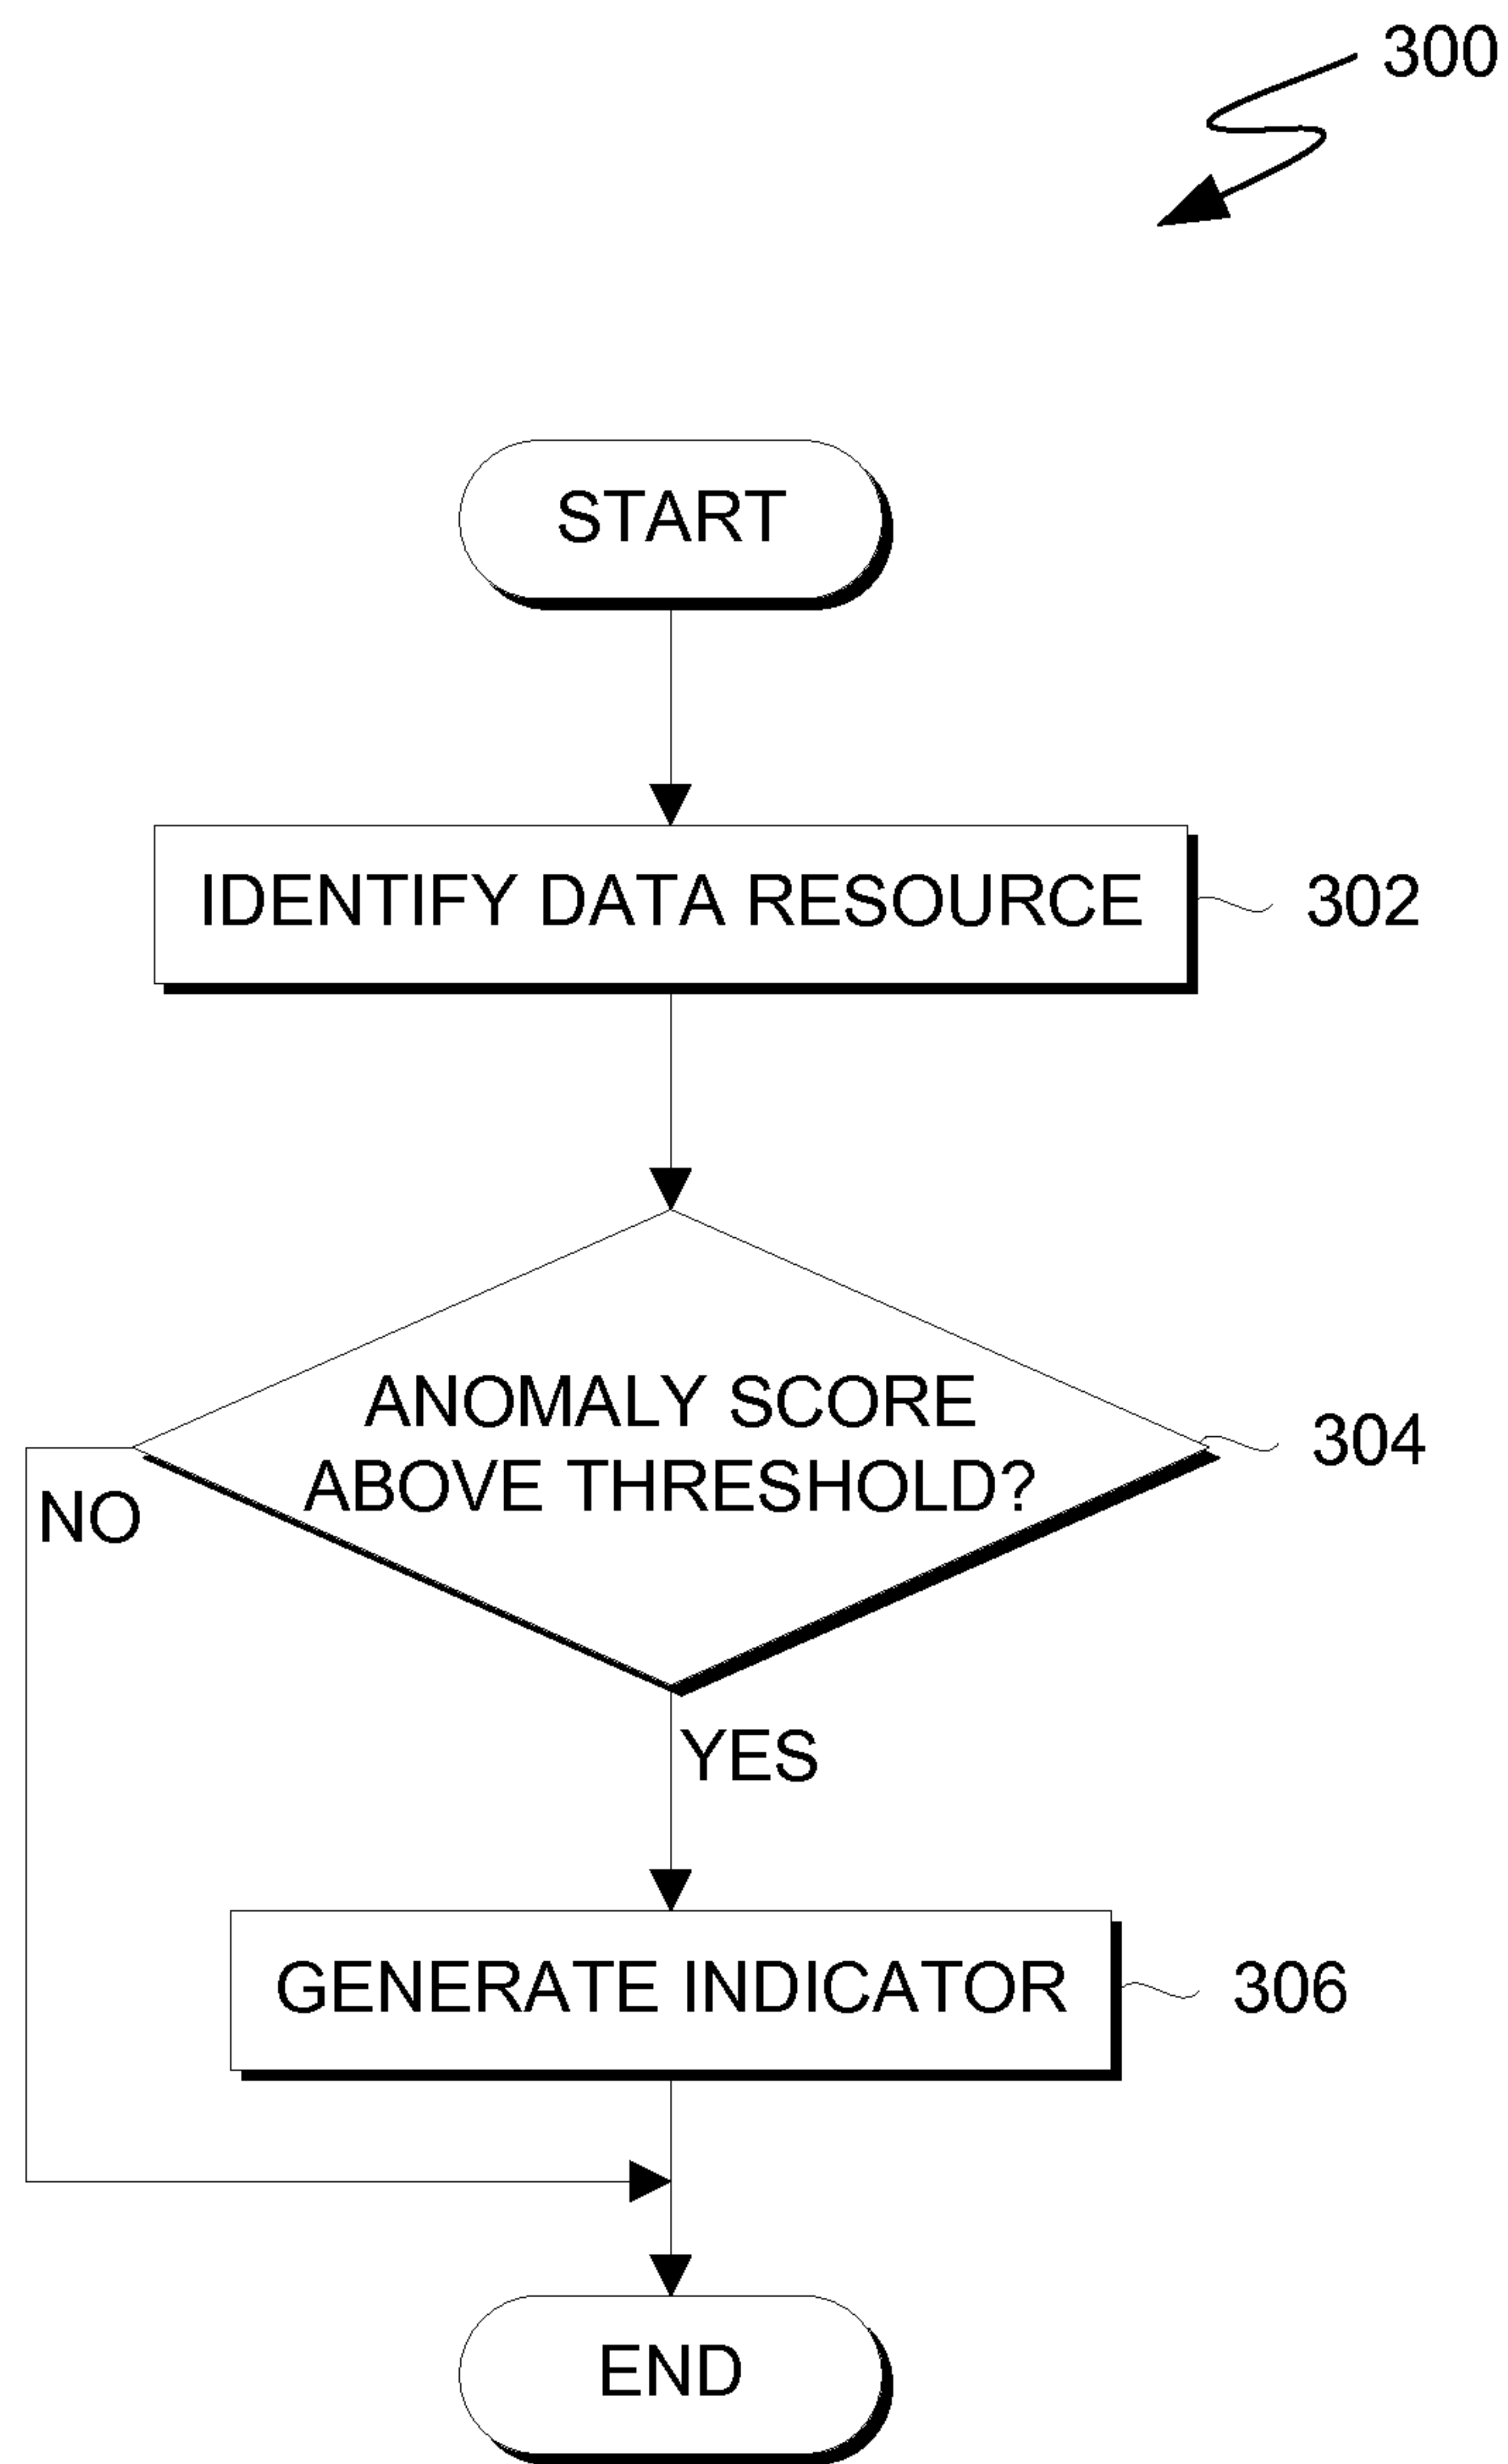 300
START
IDENTIFY DATA RESOURCE
302
ANOMALY SCORE
ABOVE THRESHOLD?
304
NO
YES
GENERATE INDICATOR
306
END